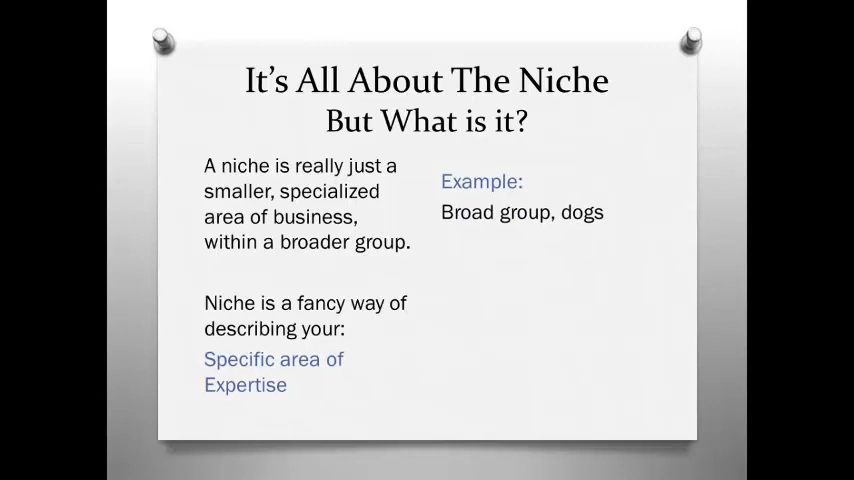 It's All About The Niche
But What is it?
A niche is really just a
smaller, specialized
area of business,
within a broader group.
Niche is a fancy way of
describing your:
Specific area of
Expertise
Example:
Broad group, dogs